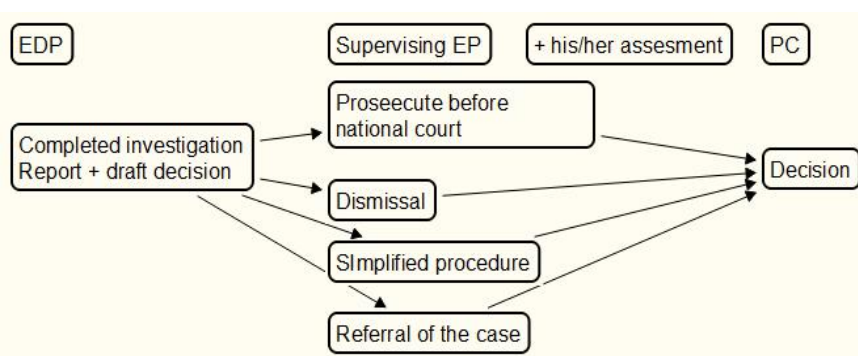 EDP
Supervising EP
+ his/her assesment
PC
Proseecute before
national court
Completed investigation
Report + draft decision
Decision
Dismissal
SImplified procedure
Referral of the case